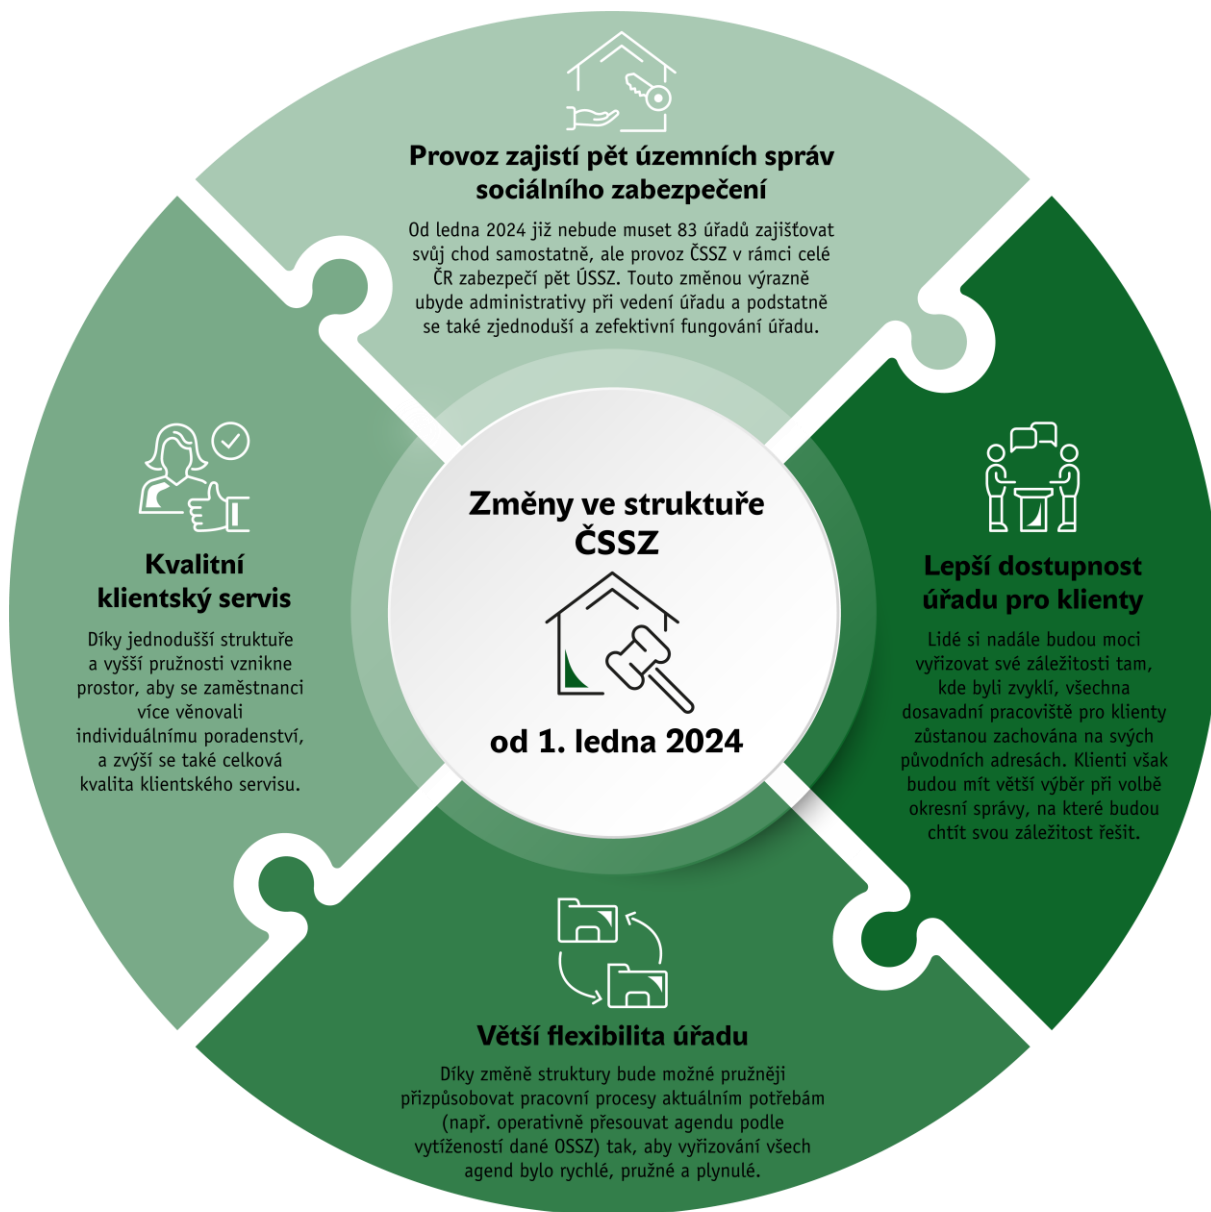 Provoz zajistí pět územních správ
sociálního zabezpečení
Od ledna 2024 již nebude muset 83 úřadů zajišťovat
svůj chod samostatně, ale provoz ČSSZ v rámci celé
ČR zabezpečí pět ÚSSZ. Touto změnou výrazně
ubyde administrativy při vedení úřadu a podstatně
se také zjednoduší a zefektivní fungování úřadu.
Změny ve struktuře
ČSSZ
od 1. ledna 2024
Kvalitní
klientský servis
Díky jednodušší struktuře
a vyšší pružnosti vznikne
prostor, aby se zaměstnanci
více věnovali
individuálnímu poradenství,
a zvýší se také celková
kvalita klientského servisu.
Lepší dostupnost
úřadu pro klienty
Lidé si nadále budou moci
vyřizovat své záležitosti tam,
kde byli zvyklí, všechna
dosavadní pracoviště pro klienty
zůstanou zachována na svých
původních adresách. Klienti však
budou mít větší výběr při volbě
okresní správy, na které budou
chtít svou záležitost řešit.
Větší flexibilita úřadu
Díky změně struktury bude možné pružněji
přizpůsobovat pracovní procesy aktuálním potřebám
(např. operativně přesouvat agendu podle
vytíženosti dané OSSZ) tak, aby vyřizování všech
agend bylo rychlé, pružné a plynulé.